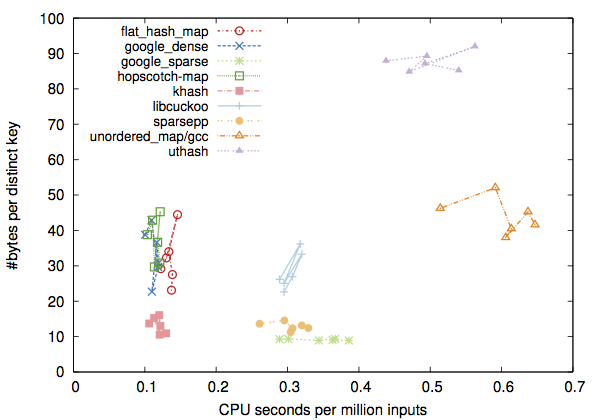 100
90
80
70
60
50
40
30
20
10
0
#bytes per distinct key
flat_hash_map
google_dense
google_sparse
hopscotch-map
khash
libcuckoo
sparsepp
unordered_map/gcc
uthash
0 0.1 0.2 0.3 0.4 0.5 0.6 0.7
CPU seconds per million inputs